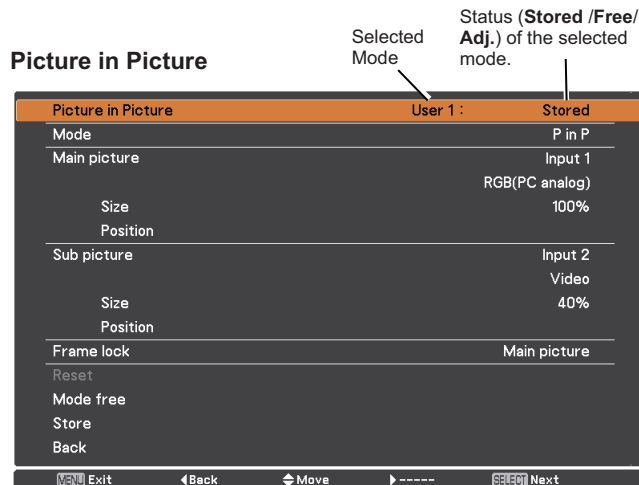 Status (Stored /Free/
Adj.) of the selected
mode.
Selected
Mode
Picture in Picture
Picture in Picture User 1 : Stored
Mode P in P
Main picture Input 1
RGB(PC analog)
Size 100%
Position
Sub picture Input 2
Video
Size 40%
Position
Frame lock Main picture
Reset
Mode free
Store
Back
MENU Exit ◀Back ◆Move ▶----- SELECT Next